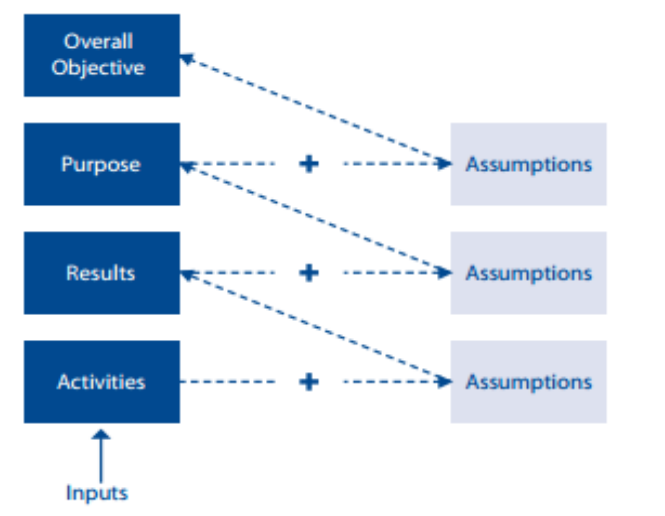 Overall
Objective
Purpose
+
Assumptions
Results
+
Assumptions
Activities
+
Assumptions
Inputs